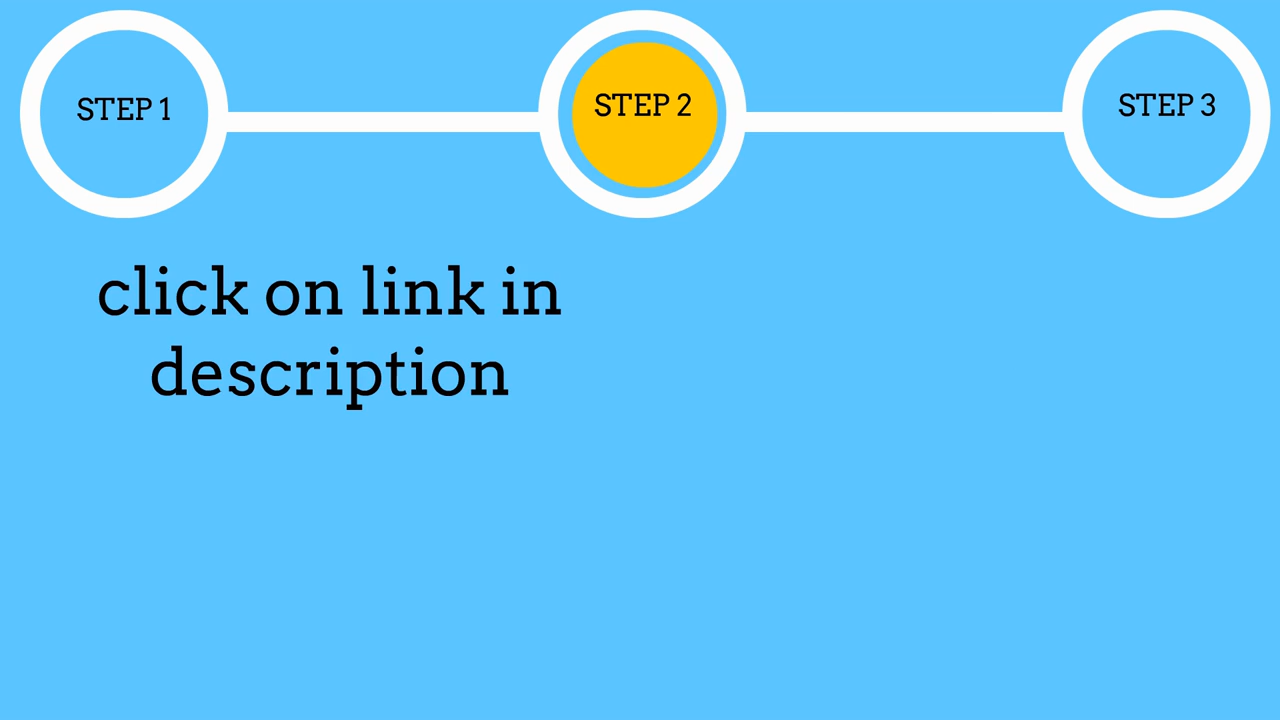 STEP 1
STEP 2
STEP 3
click on link in
description